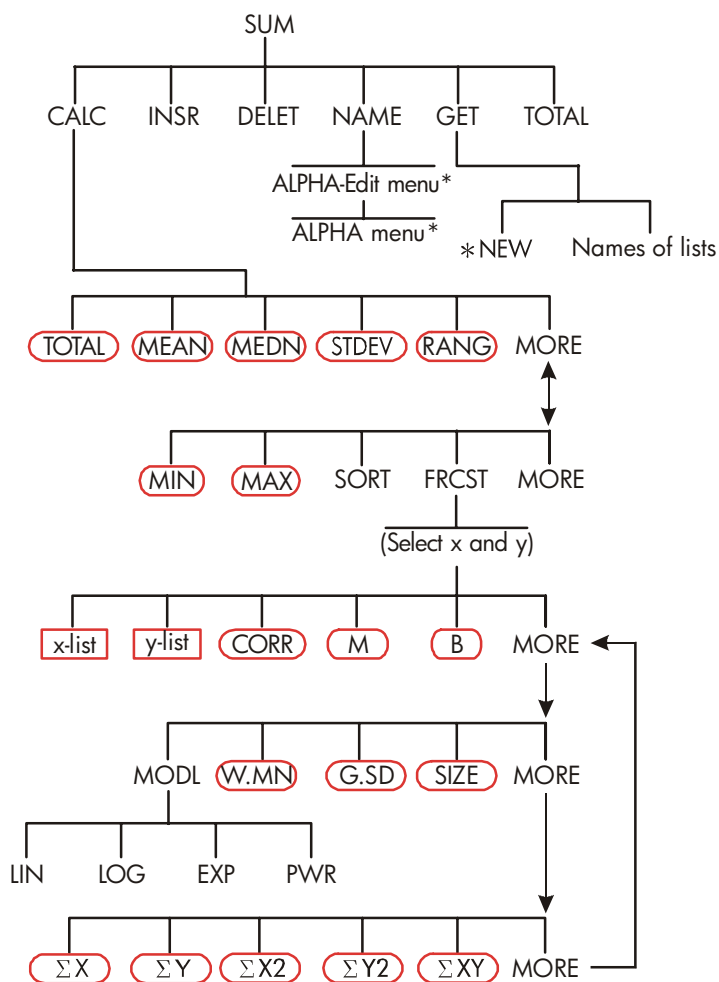 SUM
CALC INSR DELET NAME GET TOTAL
ALPHA-Edit menu*
ALPHA menu*
*NEW Names of lists
TOTAL MEAN MEDN STDEV RANG MORE
MIN MAX SORT FRCST MORE
(Select x and y)
x-list y-list CORR M B MORE
MODL W.MN G.SD SIZE MORE
LIN LOG EXP PWR
ΣX ΣY ΣX2 ΣY2 ΣXY MORE